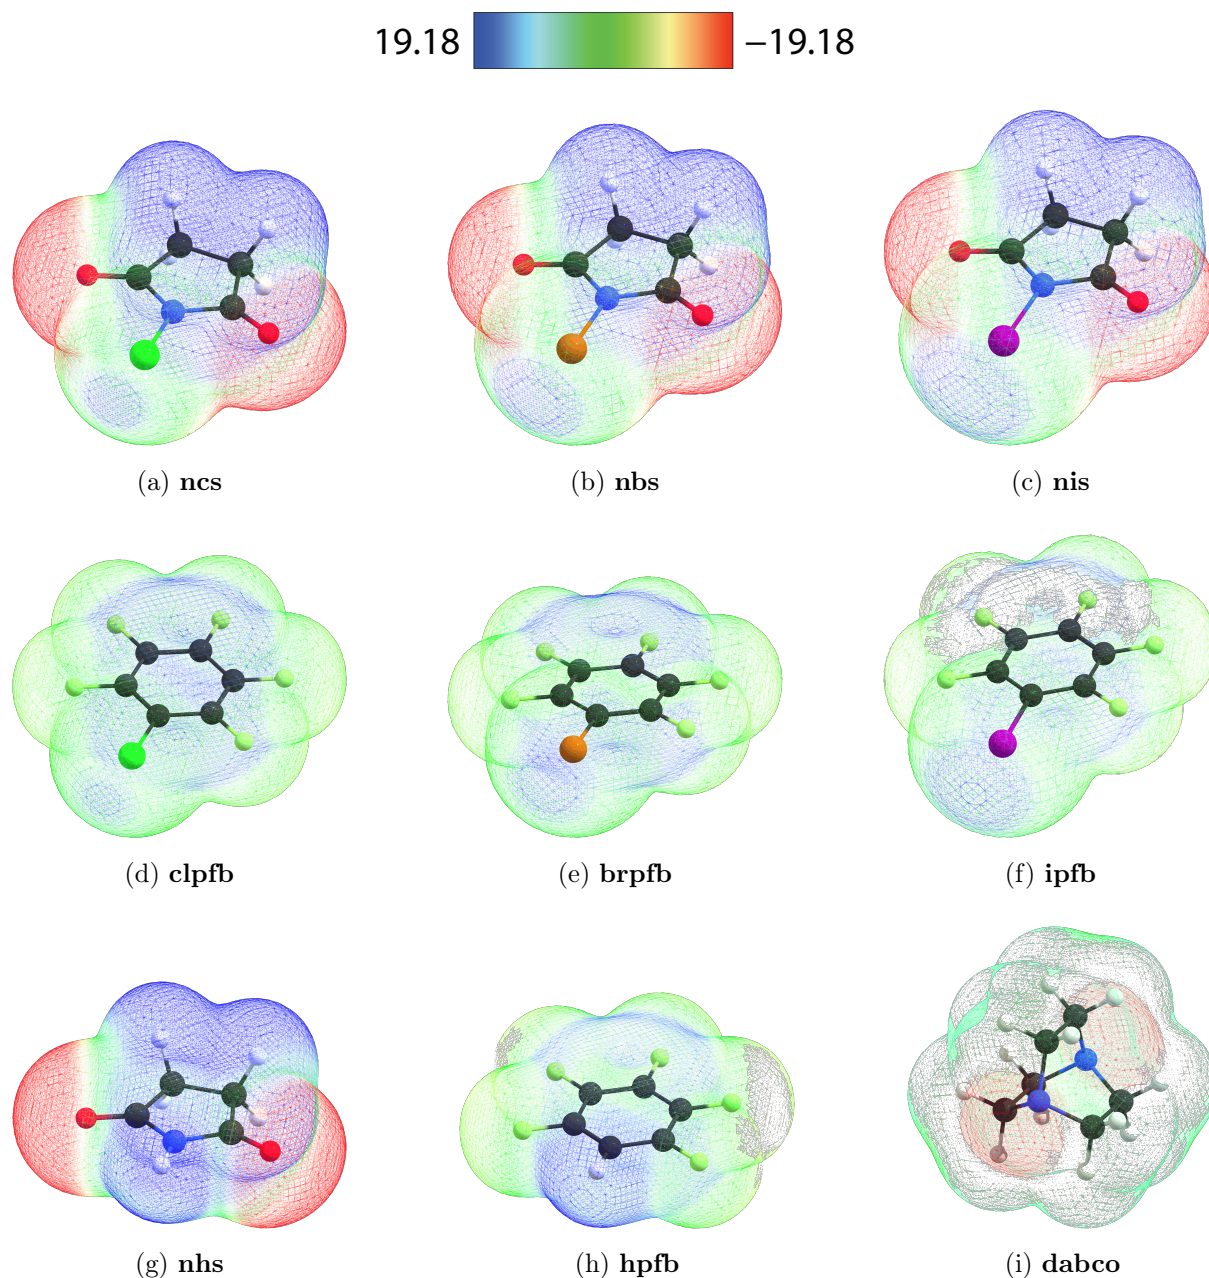 19.18 −19.18
(a) ncs (b) nbs (c) nis
(d) clpfb (e) brpfb (f) ipfb
(g) nhs (h) hpfb (i) dabco